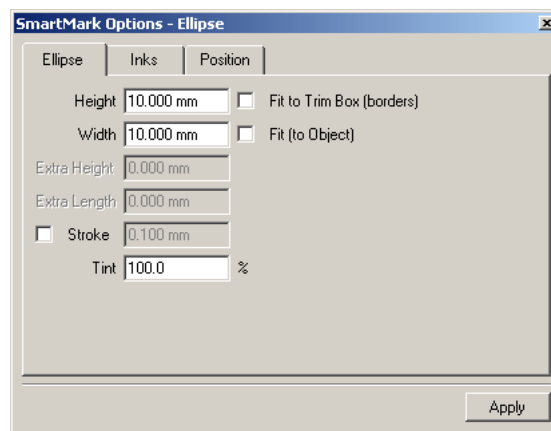 SmartMark Options - Ellipse
Ellipse Inks Position
Height 10.000 mm Fit to Trim Box (borders)
Width 10.000 mm Fit (to Object)
Extra Height 0.000 mm
Extra Length 0.000 mm
Stroke 0.100 mm
Tint 100.0 %
Apply